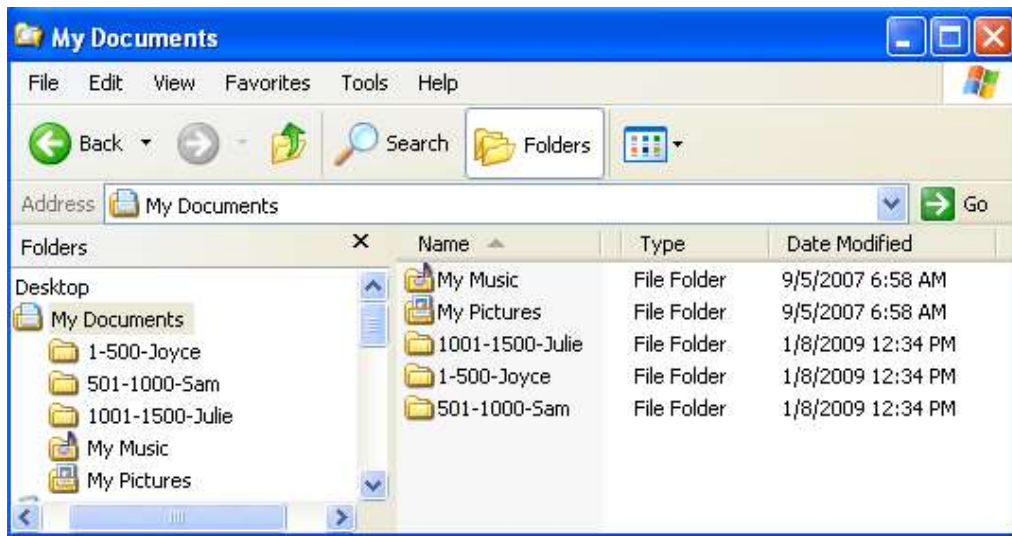 My Documents
File Edit View Favorites Tools Help
Back Search Folders
Address My Documents Go
Folders
Desktop
My Documents
1-500-Joyce
501-1000-Sam
1001-1500-Julie
My Music
My Pictures
Name Type Date Modified
My Music File Folder 9/5/2007 6:58 AM
My Pictures File Folder 9/5/2007 6:58 AM
1001-1500-Julie File Folder 1/8/2009 12:34 PM
1-500-Joyce File Folder 1/8/2009 12:34 PM
501-1000-Sam File Folder 1/8/2009 12:34 PM